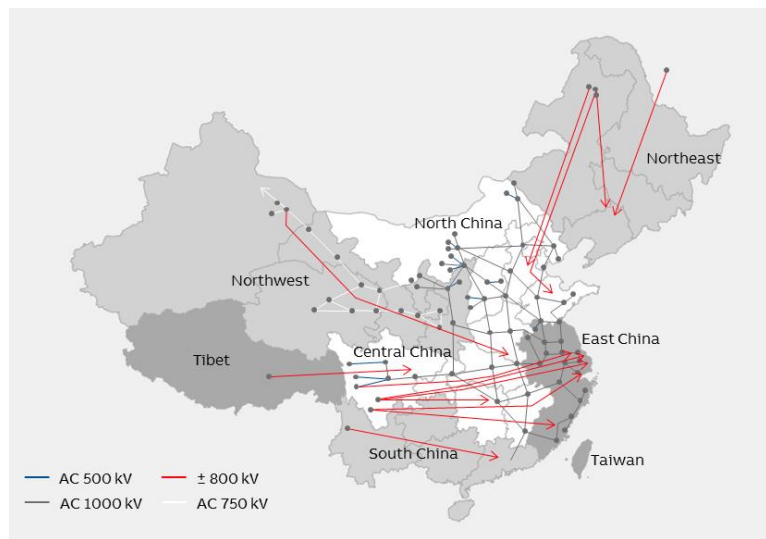 Northeast
North China
Northwest
East China
Central China
Tibet
South China
Taiwan
AC 500 kV
± 800 kV
AC 1000 kV
AC 750 kV